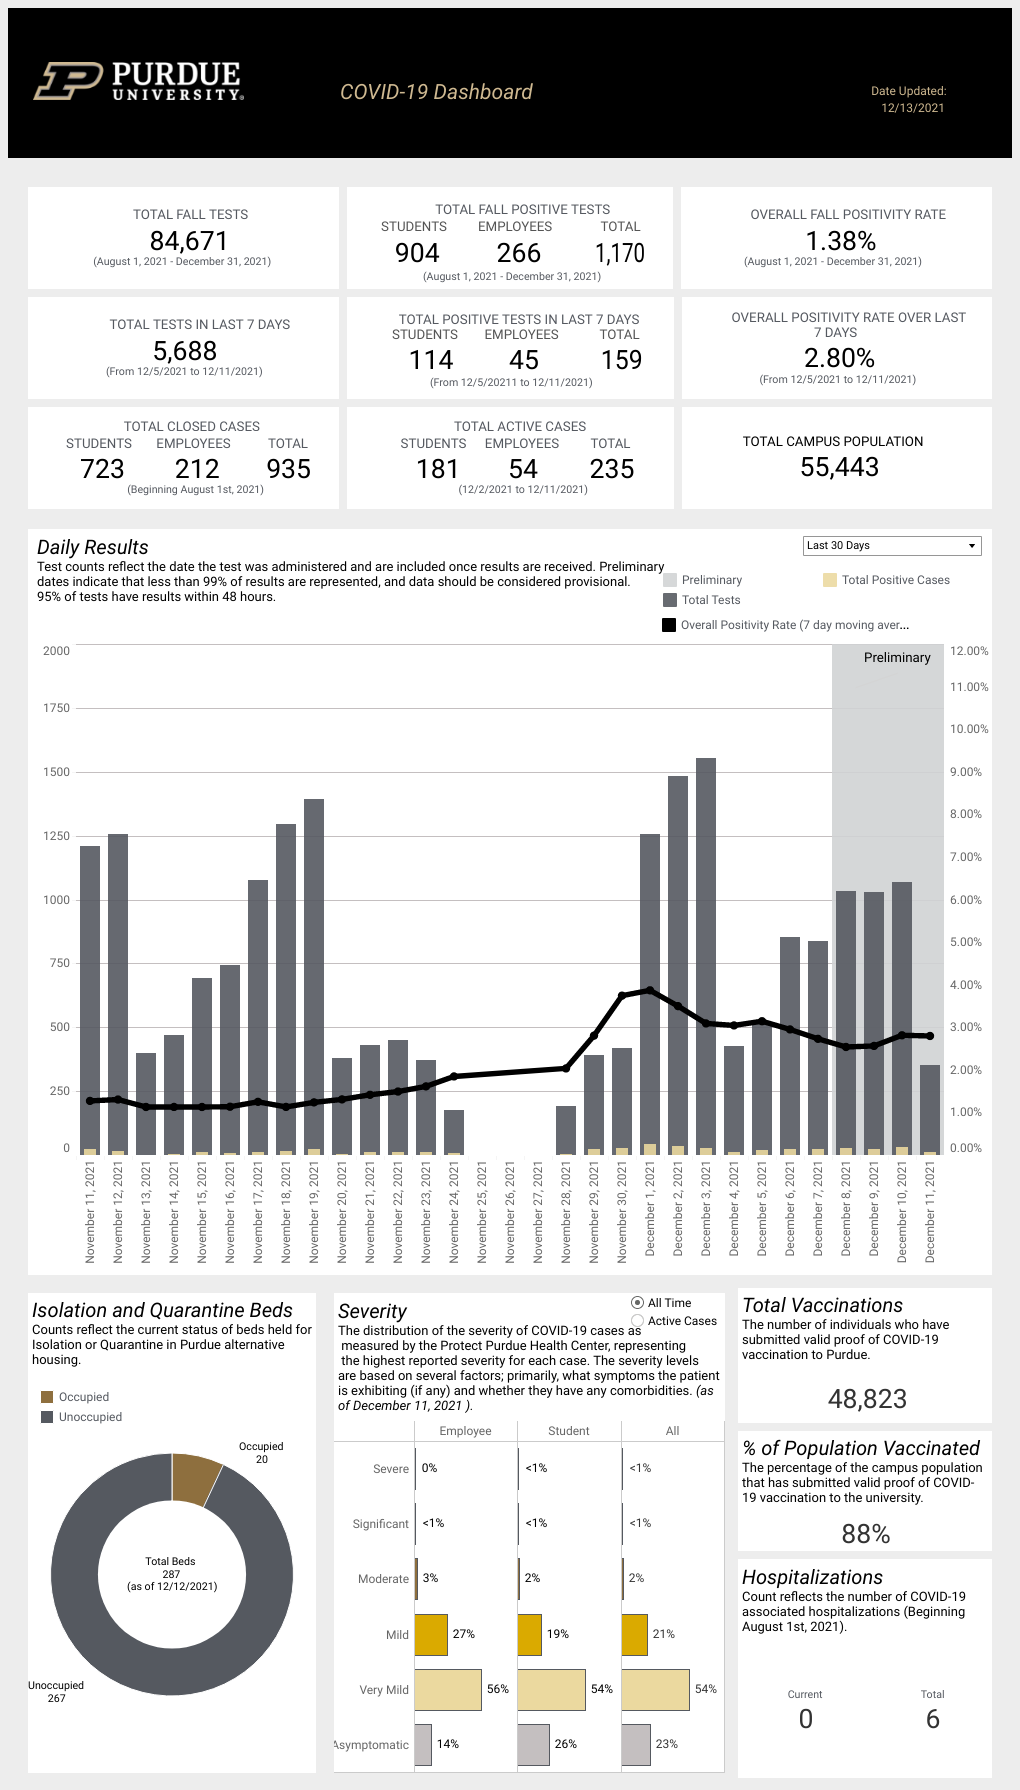 PURDUE
UNIVERSITY®
COVID-19 Dashboard
Date Updated:
12/13/2021
TOTAL FALL TESTS
84,671
(August 1, 2021 - December 31, 2021)
TOTAL FALL POSITIVE TESTS
STUDENTS EMPLOYEES TOTAL
904 266 1,170
(August 1, 2021 - December 31, 2021)
OVERALL FALL POSITIVITY RATE
1.38%
(August 1, 2021 - December 31, 2021)
TOTAL TESTS IN LAST 7 DAYS
5,688
(From 12/5/2021 to 12/11/2021)
TOTAL POSITIVE TESTS IN LAST 7 DAYS
STUDENTS EMPLOYEES TOTAL
114 45 159
(From 12/5/20211 to 12/11/2021)
OVERALL POSITIVITY RATE OVER LAST
7 DAYS
2.80%
(From 12/5/2021 to 12/11/2021)
TOTAL CLOSED CASES
STUDENTS EMPLOYEES TOTAL
723 212 935
(Beginning August 1st, 2021)
TOTAL ACTIVE CASES
STUDENTS EMPLOYEES TOTAL
181 54 235
(12/2/2021 to 12/11/2021)
TOTAL CAMPUS POPULATION
55,443
Daily Results
Test counts reflect the date the test was administered and are included once results are received. Preliminary
dates indicate that less than 99% of results are represented, and data should be considered provisional.
95% of tests have results within 48 hours.
Last 30 Days
Preliminary
Total Positive Cases
Total Tests
Overall Positivity Rate (7 day moving aver...
Preliminary
2000
1750
1500
1250
1000
750
500
250
0
12.00%
11.00%
10.00%
9.00%
8.00%
7.00%
6.00%
5.00%
4.00%
3.00%
2.00%
1.00%
0.00%
November 11, 2021
November 12, 2021
November 13, 2021
November 14, 2021
November 15, 2021
November 16, 2021
November 17, 2021
November 18, 2021
November 19, 2021
November 20, 2021
November 21, 2021
November 22, 2021
November 23, 2021
November 24, 2021
November 25, 2021
November 26, 2021
November 27, 2021
November 28, 2021
November 29, 2021
November 30, 2021
December 1, 2021
December 2, 2021
December 3, 2021
December 4, 2021
December 5, 2021
December 6, 2021
December 7, 2021
December 8, 2021
December 9, 2021
December 10, 2021
December 11, 2021
Isolation and Quarantine Beds
Counts reflect the current status of beds held for
Isolation or Quarantine in Purdue alternative
housing.
Occupied
Unoccupied
Occupied
20
Total Beds
287
(as of 12/12/2021)
Unoccupied
267
Severity
All Time
Active Cases
The distribution of the severity of COVID-19 cases as
measured by the Protect Purdue Health Center, representing
the highest reported severity for each case. The severity levels
are based on several factors; primarily, what symptoms the patient
is exhibiting (if any) and whether they have any comorbidities. (as
of December 11, 2021 ).
Employee Student All
Severe 0% <1% <1%
Significant <1% <1% <1%
Moderate 3% 2% 2%
Mild 27% 19% 21%
Very Mild 56% 54% 54%
Asymptomatic 14% 26% 23%
Total Vaccinations
The number of individuals who have
submitted valid proof of COVID-19
vaccination to Purdue.
48,823
% of Population Vaccinated
The percentage of the campus population
that has submitted valid proof of COVID-
19 vaccination to the university.
88%
Hospitalizations
Count reflects the number of COVID-19
associated hospitalizations (Beginning
August 1st, 2021).
Current Total
0 6